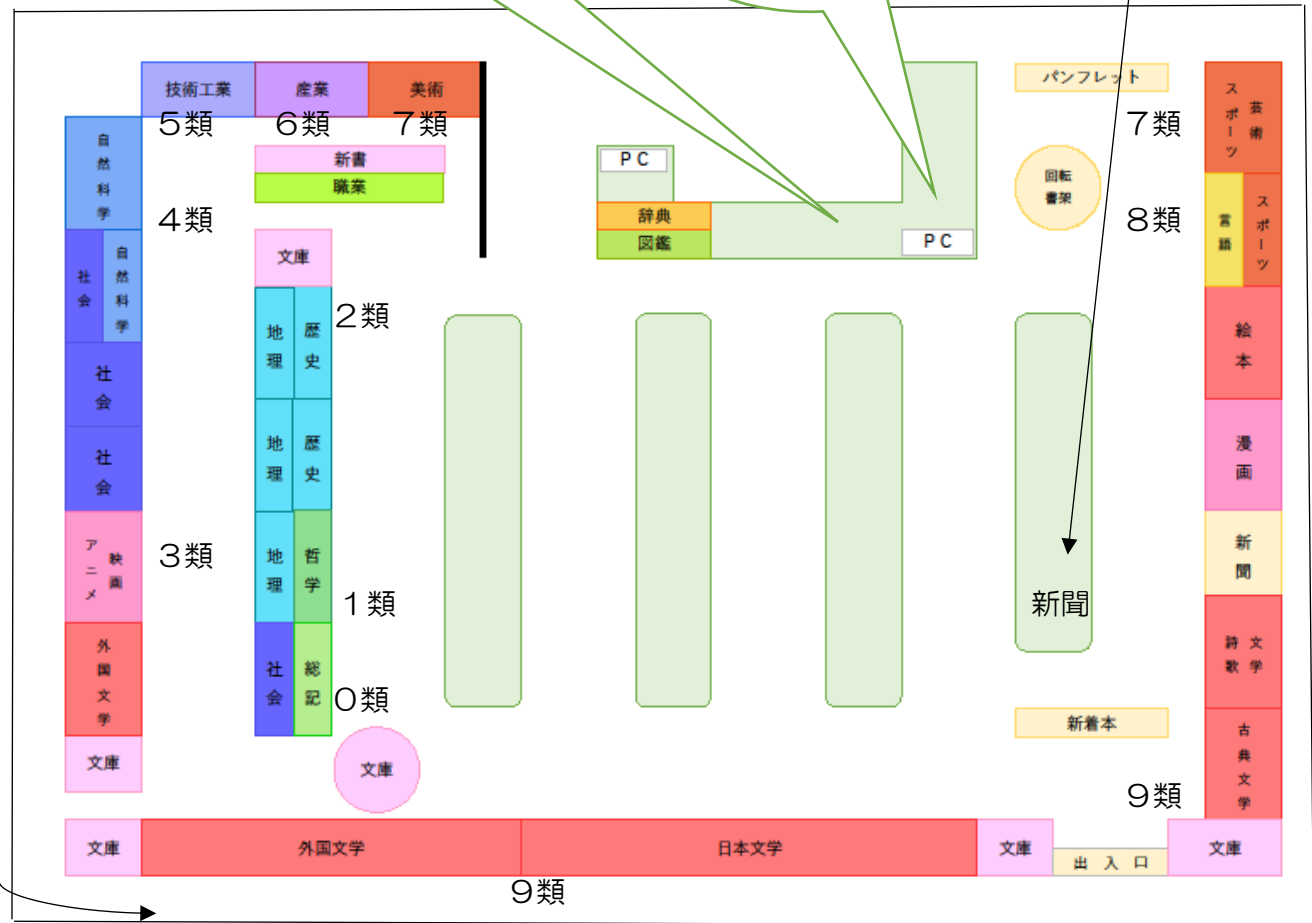 技術工業
産業
美術
パンフレット
5類
6類
7類
7類
スポーツ
芸術
自然科学
新書
職業
PC
回転
書架
4類
8類
辞典
図鑑
PC
言語
スポーツ
文庫
社会
自然科学
2類
地理
歴史
絵本
社会
地理
歴史
漫画
社会
アニメ
映画
3類
地理
哲学
1類
新聞
新聞
外国文学
社会
総記
0類
詩歌
文学
新着本
古典文学
文庫
文庫
9類
文庫
外国文学
日本文学
文庫
出入口
文庫
9類